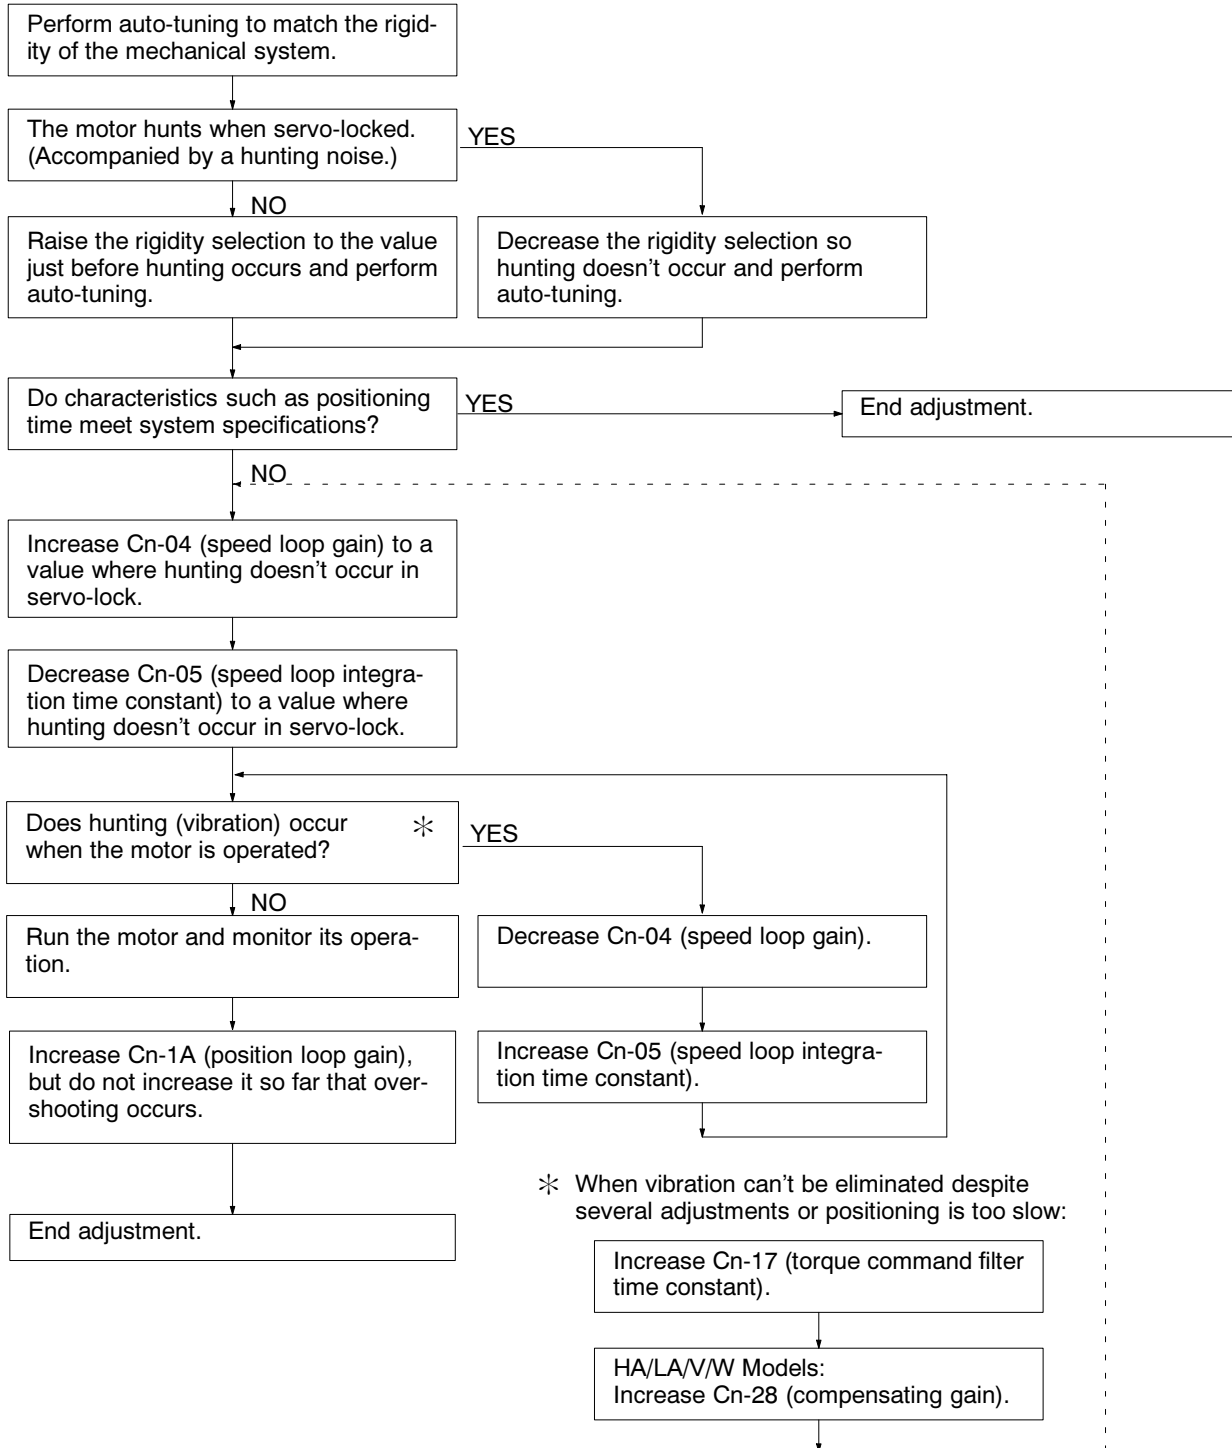 Perform auto-tuning to match the rigid-
ity of the mechanical system.
The motor hunts when servo-locked.
(Accompanied by a hunting noise.)
YES
NO
Raise the rigidity selection to the value
just before hunting occurs and perform
auto-tuning.
Decrease the rigidity selection so
hunting doesn't occur and perform
auto-tuning.
Do characteristics such as positioning
time meet system specifications?
YES
End adjustment.
NO
Increase Cn-04 (speed loop gain) to a
value where hunting doesn't occur in
servo-lock.
Decrease Cn-05 (speed loop integra-
tion time constant) to a value where
hunting doesn't occur in servo-lock.
Does hunting (vibration) occur
when the motor is operated?
*
YES
NO
Run the motor and monitor its opera-
tion.
Decrease Cn-04 (speed loop gain).
Increase Cn-1A (position loop gain),
but do not increase it so far that over-
shooting occurs.
Increase Cn-05 (speed loop integra-
tion time constant).
End adjustment.
* When vibration can't be eliminated despite
several adjustments or positioning is too slow:
Increase Cn-17 (torque command filter
time constant).
HA/LA/V/W Models:
Increase Cn-28 (compensating gain).